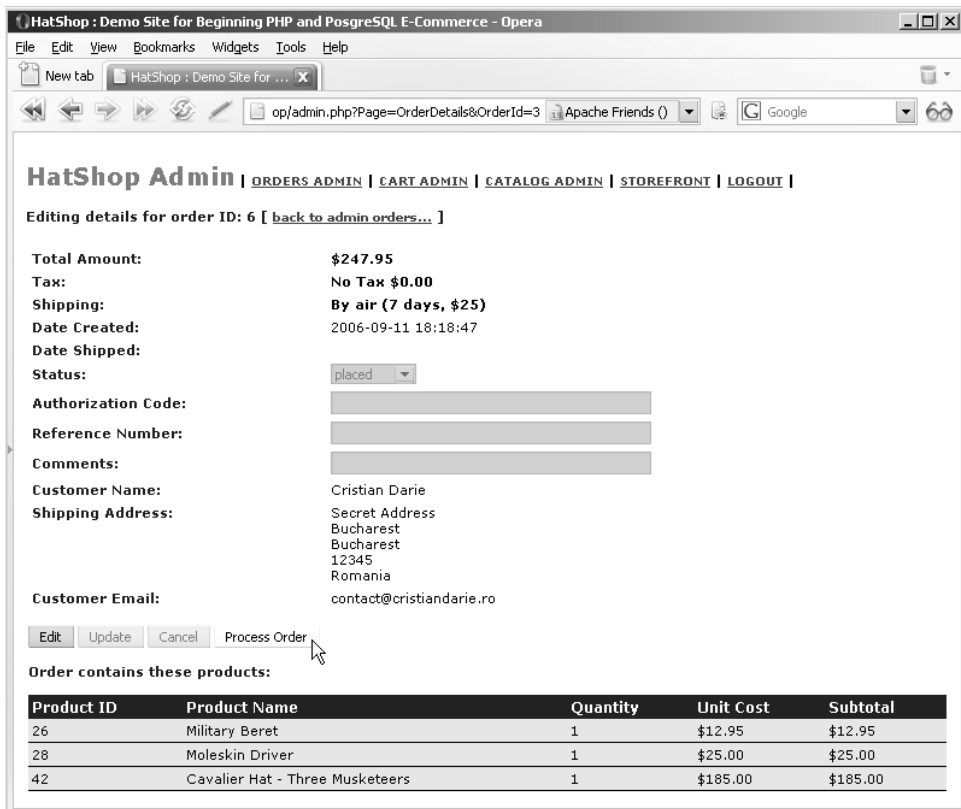 HatShop : Demo Site for Beginning PHP and PosgreSQL E-Commerce - Opera
File Edit View Bookmarks Widgets Tools Help
New tab HatShop : Demo Site for ... X
op/admin.php?Page=OrderDetails&OrderId=3 Apache Friends () G Google
HatShop Admin | ORDERS ADMIN | CART ADMIN | CATALOG ADMIN | STOREFRONT | LOGOUT |
Editing details for order ID: 6 [ back to admin orders... ]
Total Amount: $247.95
Tax: No Tax $0.00
Shipping: By air (7 days, $25)
Date Created: 2006-09-11 18:18:47
Date Shipped:
Status: placed
Authorization Code:
Reference Number:
Comments:
Customer Name: Cristian Darie
Shipping Address: Secret Address
Bucharest
Bucharest
12345
Romania
Customer Email: contact@cristiandarie.ro
Edit Update Cancel Process Order
Order contains these products:
Product ID Product Name Quantity Unit Cost Subtotal
26 Military Beret 1 $12.95 $12.95
28 Moleskin Driver 1 $25.00 $25.00
42 Cavalier Hat - Three Musketeers 1 $185.00 $185.00